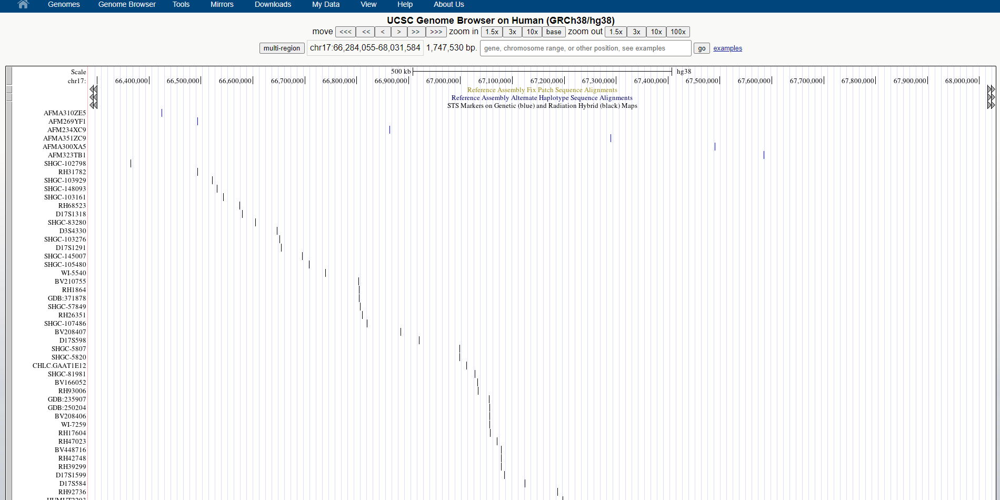 Genomes Genome Browser Tools Mirrors Downloads My Data View Help About Us
UCSC Genome Browser on Human (GRCh38/hg38)
move <<< << < > >> >>> zoom in 1.5x 3x 10x base zoom out 1.5x 3x 10x 100x
multi-region chr17:66,284,055-68,031,584 1,747,530 bp. gene, chromosome range, or other position, see examples go examples
Scale 500 kb hg38
chr17: 66,400,000 66,500,000 66,600,000 66,700,000 66,800,000 66,900,000 67,000,000 67,100,000 67,200,000 67,300,000 67,400,000 67,500,000 67,600,000 67,700,000 67,800,000 67,900,000 68,000,000
Reference Assembly Fix Patch Sequence Alignments
Reference Assembly Alternate Haplotype Sequence Alignments
STS Markers on Genetic (blue) and Radiation Hybrid (black) Maps
AFMA310ZE5
AFM269YF1
AFM234XC9
AFMA351ZC9
AFMA300XA5
AFM323TB1
SHGC-102798
RH31782
SHGC-103929
SHGC-148093
SHGC-103161
RH68523
D17S1318
SHGC-83280
D3S4330
SHGC-103276
D17S1291
SHGC-145007
SHGC-105480
WI-5540
BV210755
RH1864
GDB:371878
SHGC-57849
RH26351
SHGC-107486
BV208407
D17S598
SHGC-5807
SHGC-5820
CHLC.GAAT1E12
SHGC-81981
BV166052
RH93006
GDB:235907
GDB:250204
BV208406
WI-7259
RH17604
RH47023
BV448716
RH42748
RH39299
D17S1599
D17S584
RH92736